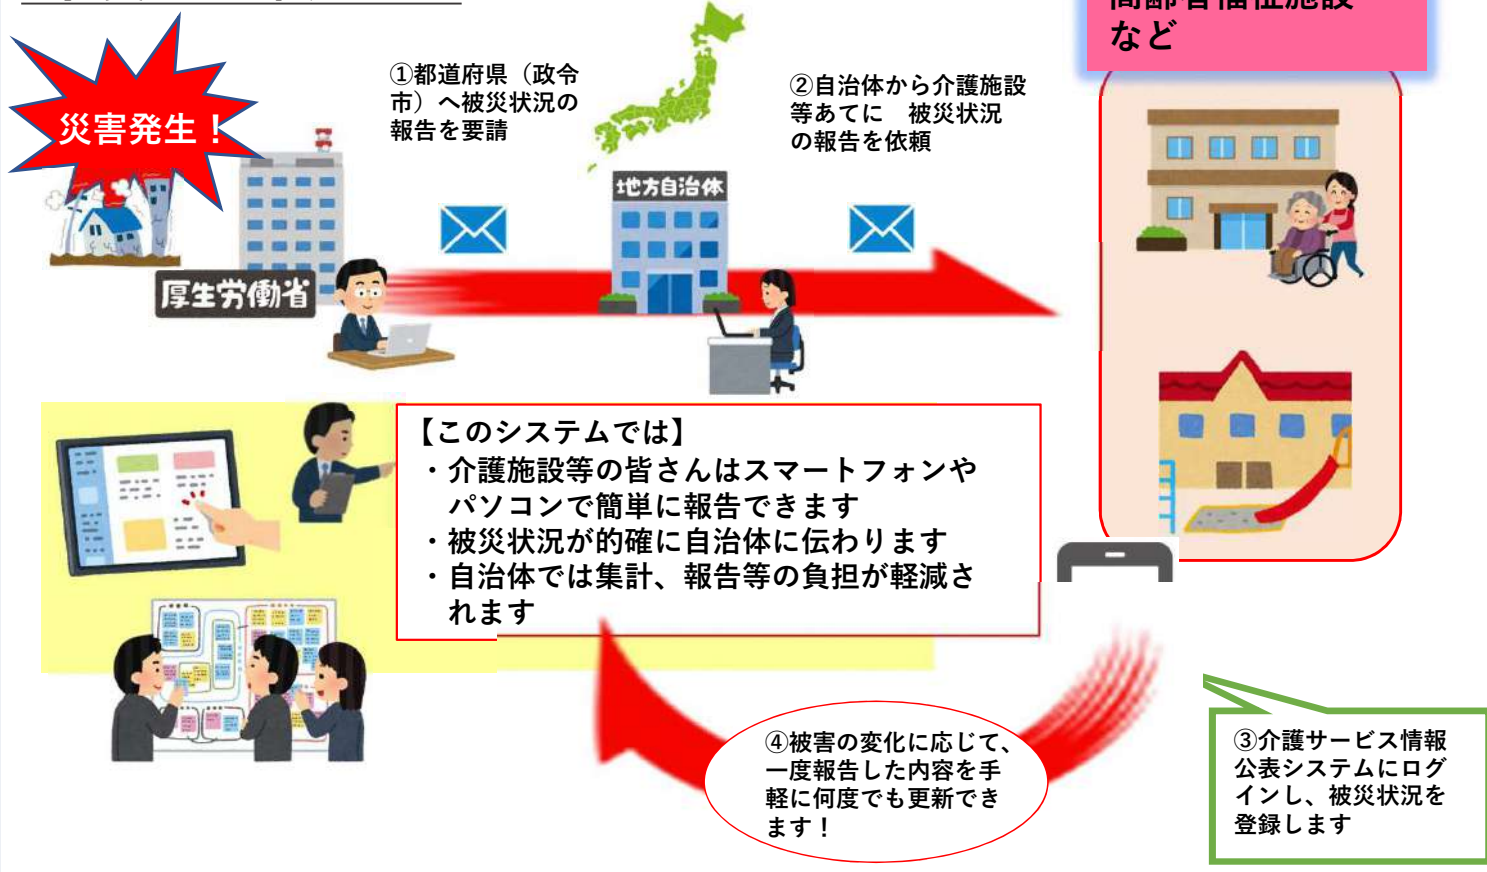 高齢者福祉施設
など
災害発生！
①都道府県（政令
市）へ被災状況の
報告を要請
②自治体から介護施設
等あてに　被災状況
の報告を依頼
地方自治体
厚生労働省
【このシステムでは】
・介護施設等の皆さんはスマートフォンや
パソコンで簡単に報告できます
・被災状況が的確に自治体に伝わります
・自治体では集計、報告等の負担が軽減さ
れます
④被害の変化に応じて、
一度報告した内容を手
軽に何度でも更新でき
ます！
③介護サービス情報
公表システムにログ
インし、被災状況を
登録します